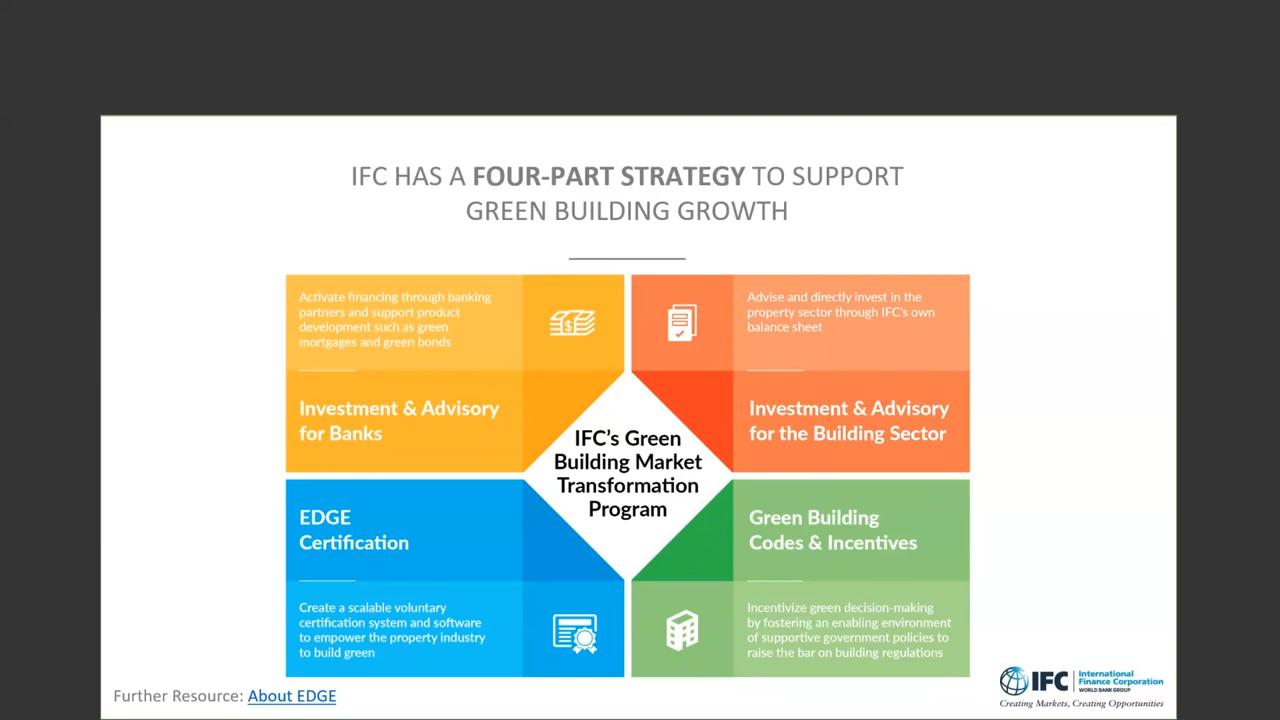 IFC HAS A FOUR-PART STRATEGY TO SUPPORT
GREEN BUILDING GROWTH
Activate financing through banking
partners and support product
development such as green
mortgages and green bonds
Investment & Advisory
for Banks
$
Advise and directly invest in the
property sector through IFC's own
balance sheet
Investment & Advisory
for the Building Sector
IFC's Green
Building Market
Transformation
Program
EDGE
Certification
Create a scalable voluntary
certification system and software
to empower the property industry
to build green
Green Building
Codes & Incentives
Incentivize green decision-making
by fostering an enabling environment
of supportive government policies to
raise the bar on building regulations
Further Resource: About EDGE
IFC
International
Finance Corporation
WORLD BANK GROUP
Creating Markets, Creating Opportunities